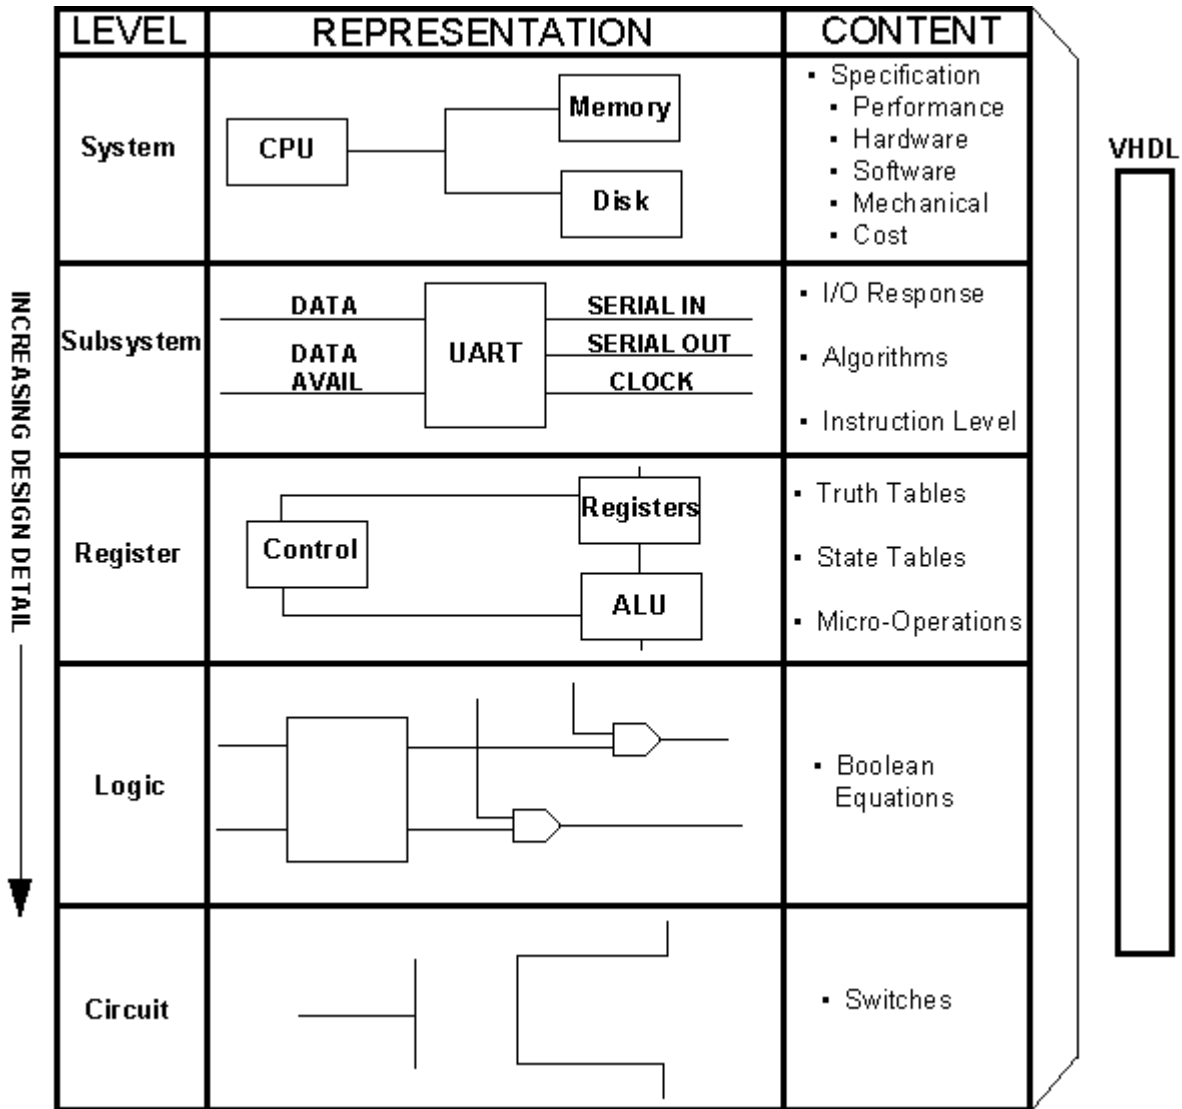 LEVEL
REPRESENTATION
CONTENT
System
CPU
Memory
Disk
▪ Specification
▪ Performance
▪ Hardware
▪ Software
▪ Mechanical
▪ Cost
VHDL
INCREASING DESIGN DETAIL
Subsystem
DATA
DATA
AVAIL
UART
SERIAL IN
SERIAL OUT
CLOCK
▪ I/O Response
▪ Algorithms
▪ Instruction Level
Register
Control
Registers
ALU
▪ Truth Tables
▪ State Tables
▪ Micro-Operations
Logic
▪ Boolean
Equations
Circuit
▪ Switches